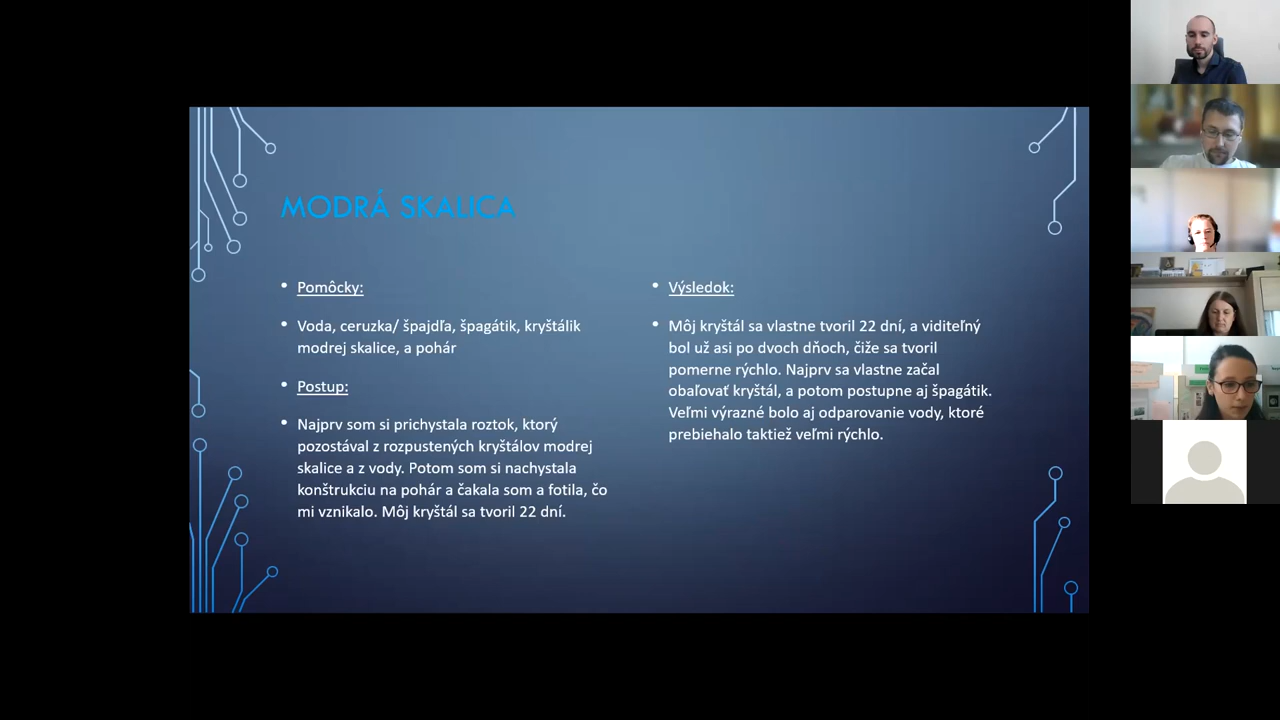 MODRÁ SKALICA
Pomôcky:
Voda, ceruzka/ špajdľa, špagátik, kryštálik
modrej skalice, a pohár
Postup:
Najprv som si prichystala roztok, ktorý
pozostával z rozpustených kryštálov modrej
skalice a z vody. Potom som si nachystala
konštrukciu na pohár a čakala som a fotila, čo
mi vznikalo. Môj kryštál sa tvoril 22 dní.
Výsledok:
Môj kryštál sa vlastne tvoril 22 dní, a viditeľný
bol už asi po dvoch dňoch, čiže sa tvoril
pomerne rýchlo. Najprv sa vlastne začal
obaľovať kryštál, a potom postupne aj špagátik.
Veľmi výrazné bolo aj odparovanie vody, ktoré
prebiehalo taktiež veľmi rýchlo.